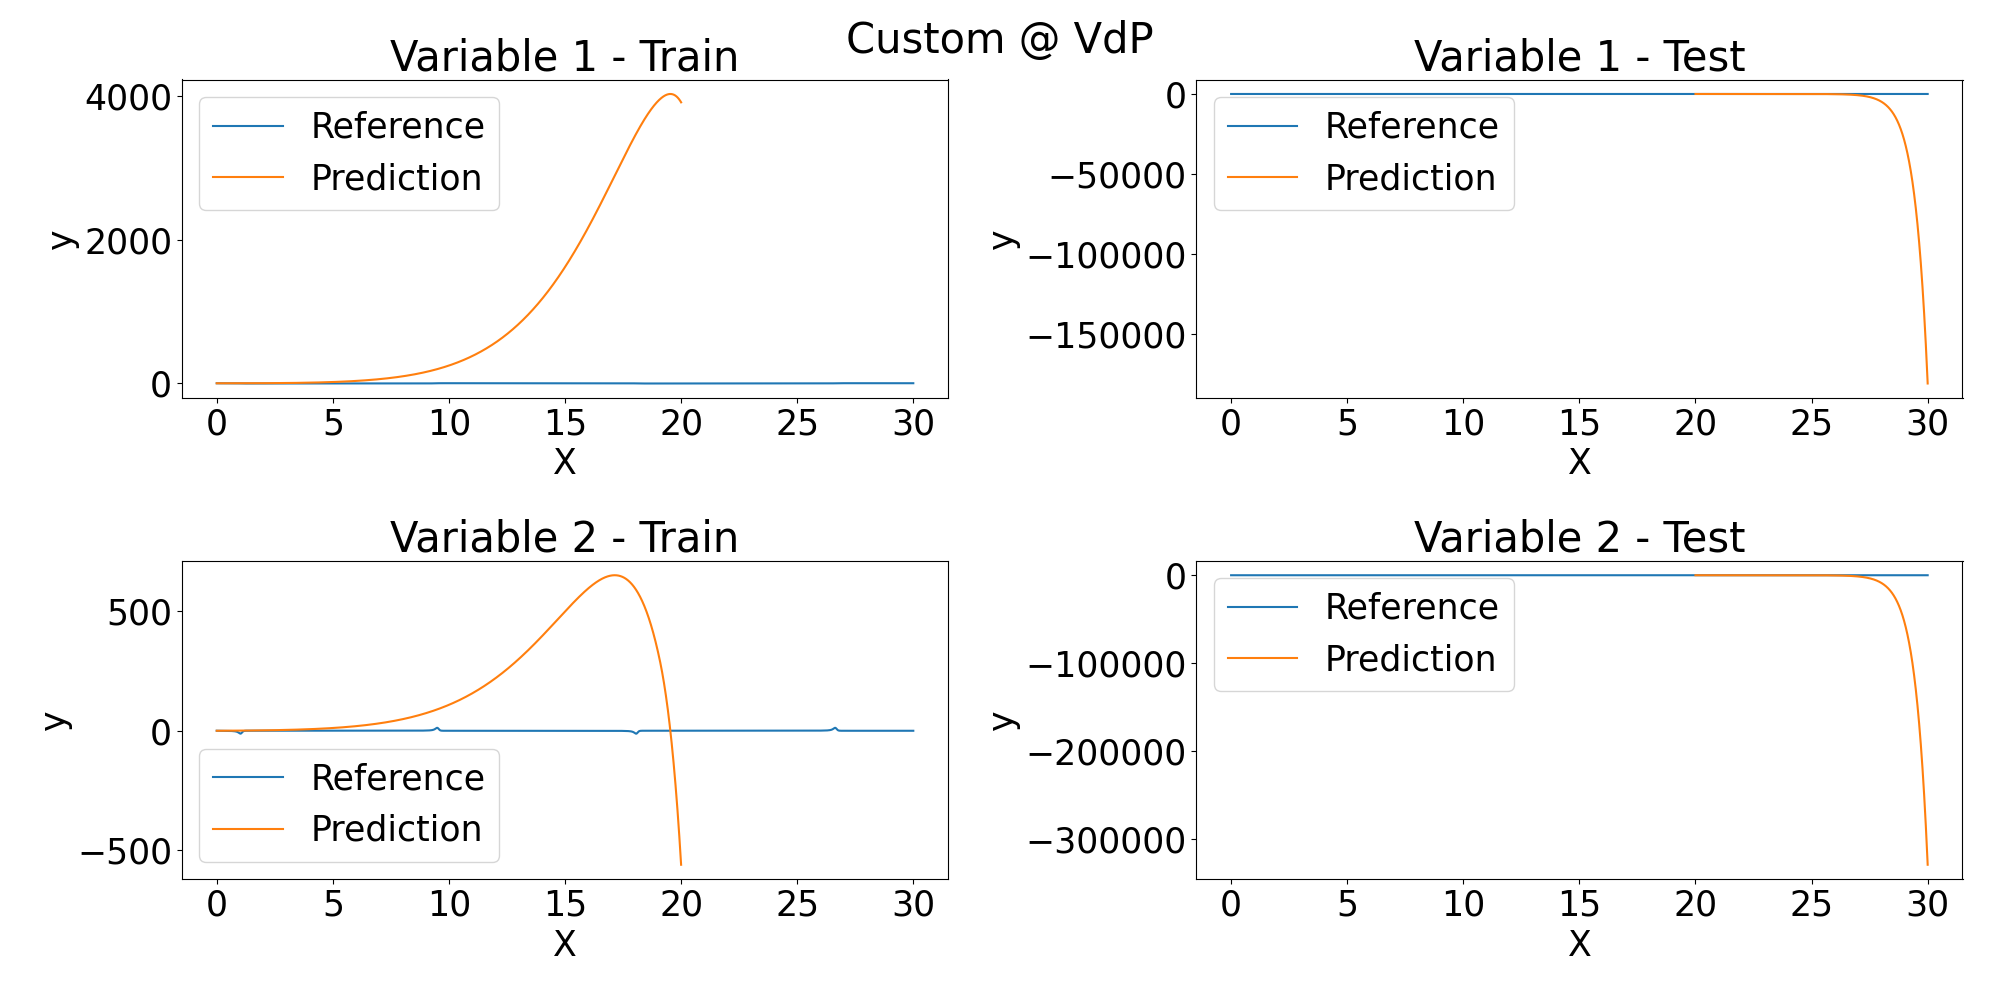 Custom @ VdP
Variable 1 - Train
4000
2000
0
y
Reference
Prediction
0 5 10 15 20 25 30
X
Variable 1 - Test
0
−50000
−100000
−150000
y
Reference
Prediction
0 5 10 15 20 25 30
X
Variable 2 - Train
500
0
−500
y
Reference
Prediction
0 5 10 15 20 25 30
X
Variable 2 - Test
0
−100000
−200000
−300000
y
Reference
Prediction
0 5 10 15 20 25 30
X